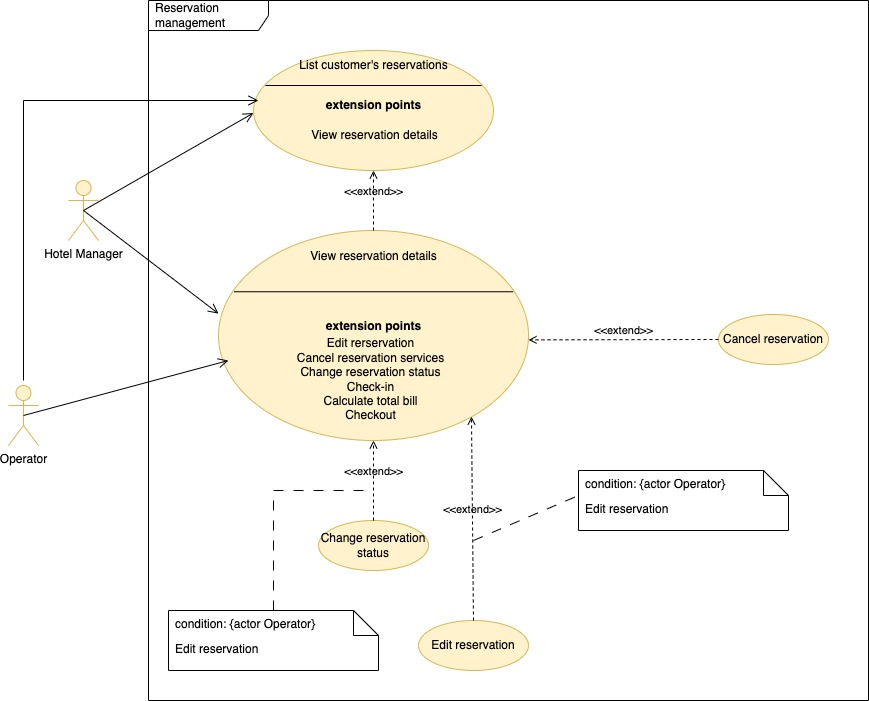 Reservation
management
List customer's reservations
extension points
View reservation details
<<extend>>
Hotel Manager
View reservation details
extension points
Edit rerservation
Cancel reservation services
Change reservation status
Check-in
Calculate total bill
Checkout
<<extend>>
Cancel reservation
Operator
<<extend>>
condition: {actor Operator}
Edit reservation
<<extend>>
Change reservation
status
condition: {actor Operator}
Edit reservation
Edit reservation